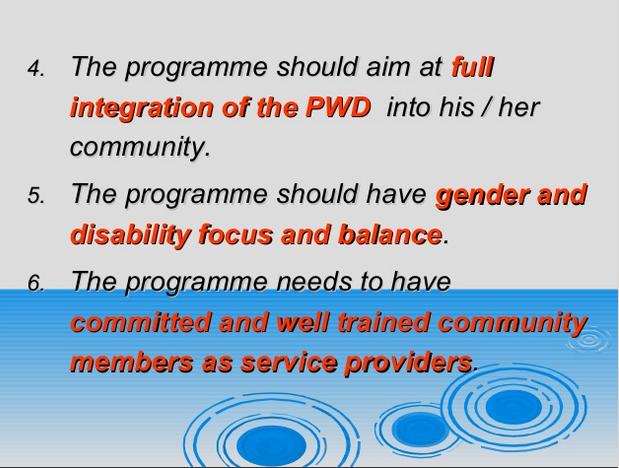 4. The programme should aim at full
integration of the PWD into his / her
community.
5. The programme should have gender and
disability focus and balance.
6. The programme needs to have
committed and well trained community
members as service providers.